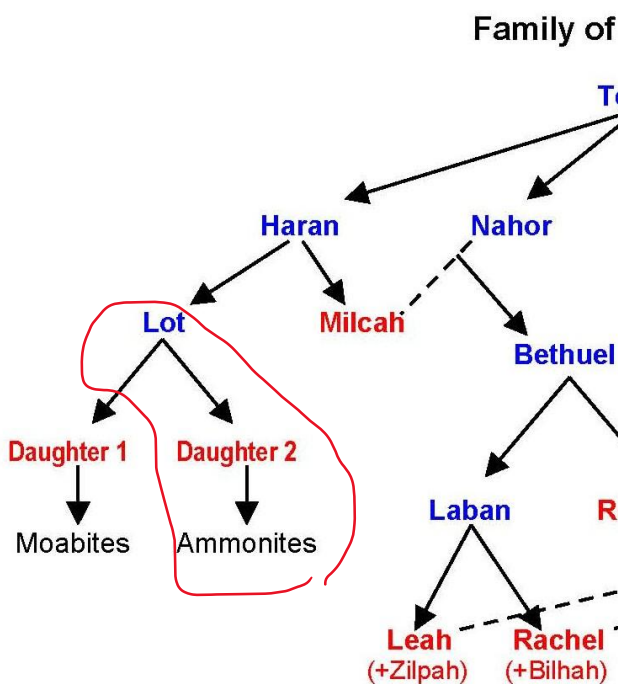 Family of
Haran
Nahor
Lot
Milcah
Bethuel
Daughter 1
Daughter 2
Laban
Moabites
Ammonites
Leah
Rachel
(+Zilpah)
(+Bilhah)